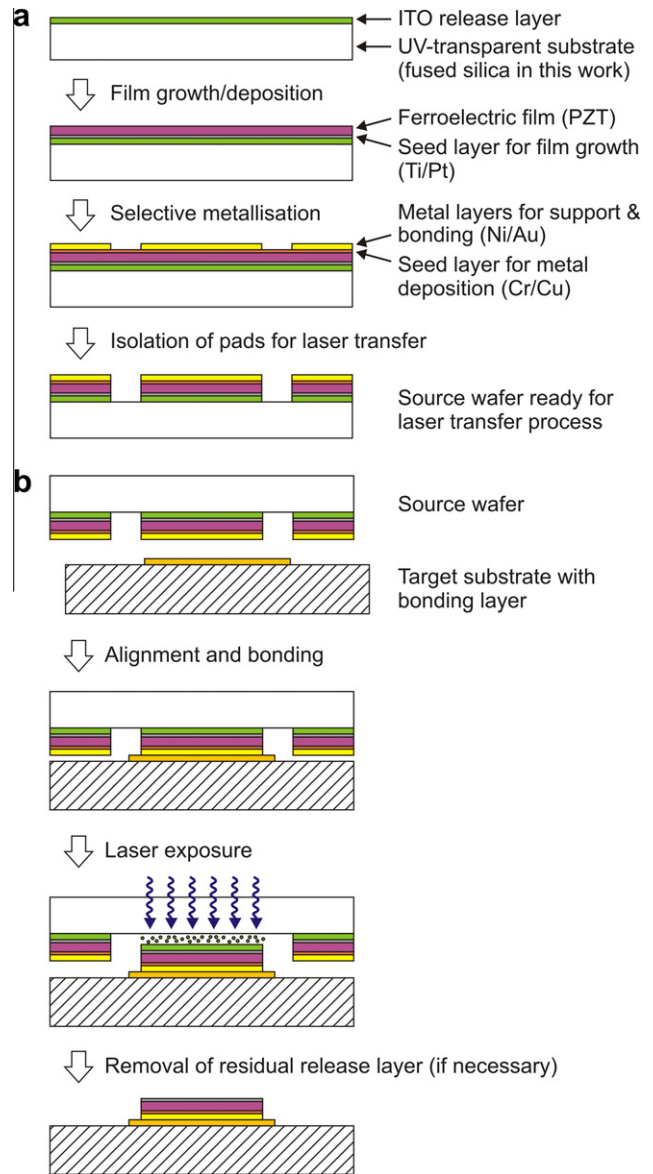 a
ITO release layer
UV-transparent substrate
(fused silica in this work)
Film growth/deposition
Ferroelectric film (PZT)
Seed layer for film growth
(Ti/Pt)
Selective metallisation
Metal layers for support &
bonding (Ni/Au)
Seed layer for metal
deposition (Cr/Cu)
Isolation of pads for laser transfer
Source wafer ready for
laser transfer process
b
Source wafer
Target substrate with
bonding layer
Alignment and bonding
Laser exposure
Removal of residual release layer (if necessary)